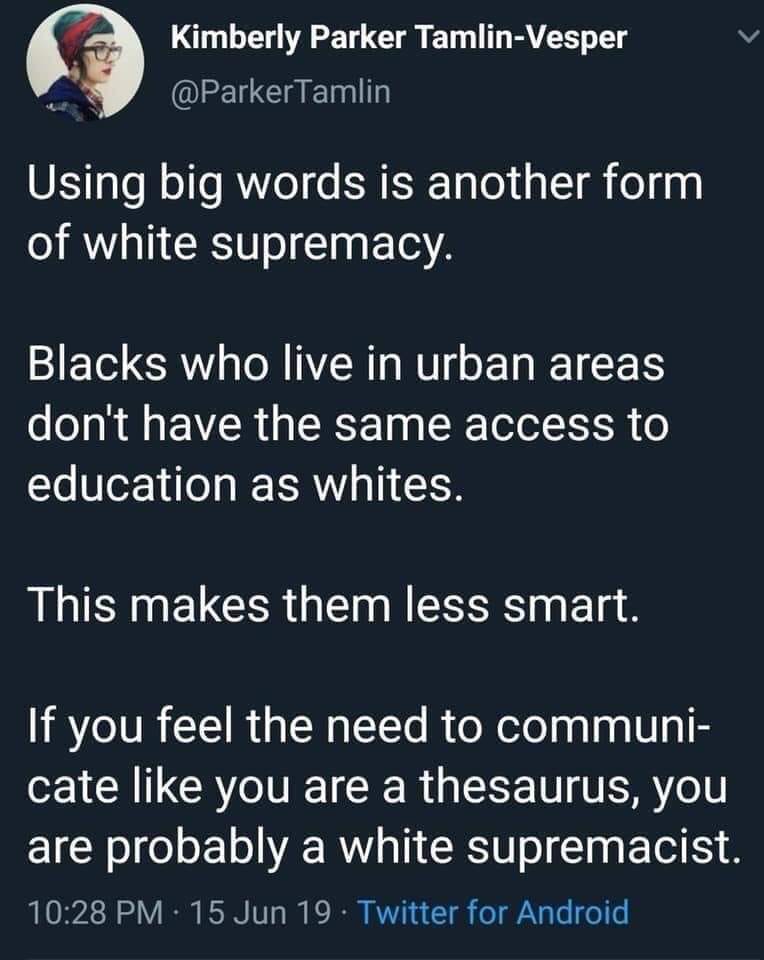 Kimberly Parker Tamlin-Vesper
@ParkerTamlin
Using big words is another form
of white supremacy.
Blacks who live in urban areas
don't have the same access to
education as whites.
This makes them less smart.
If you feel the need to communi-
cate like you are a thesaurus, you
are probably a white supremacist.
10:28 PM · 15 Jun 19 · Twitter for Android